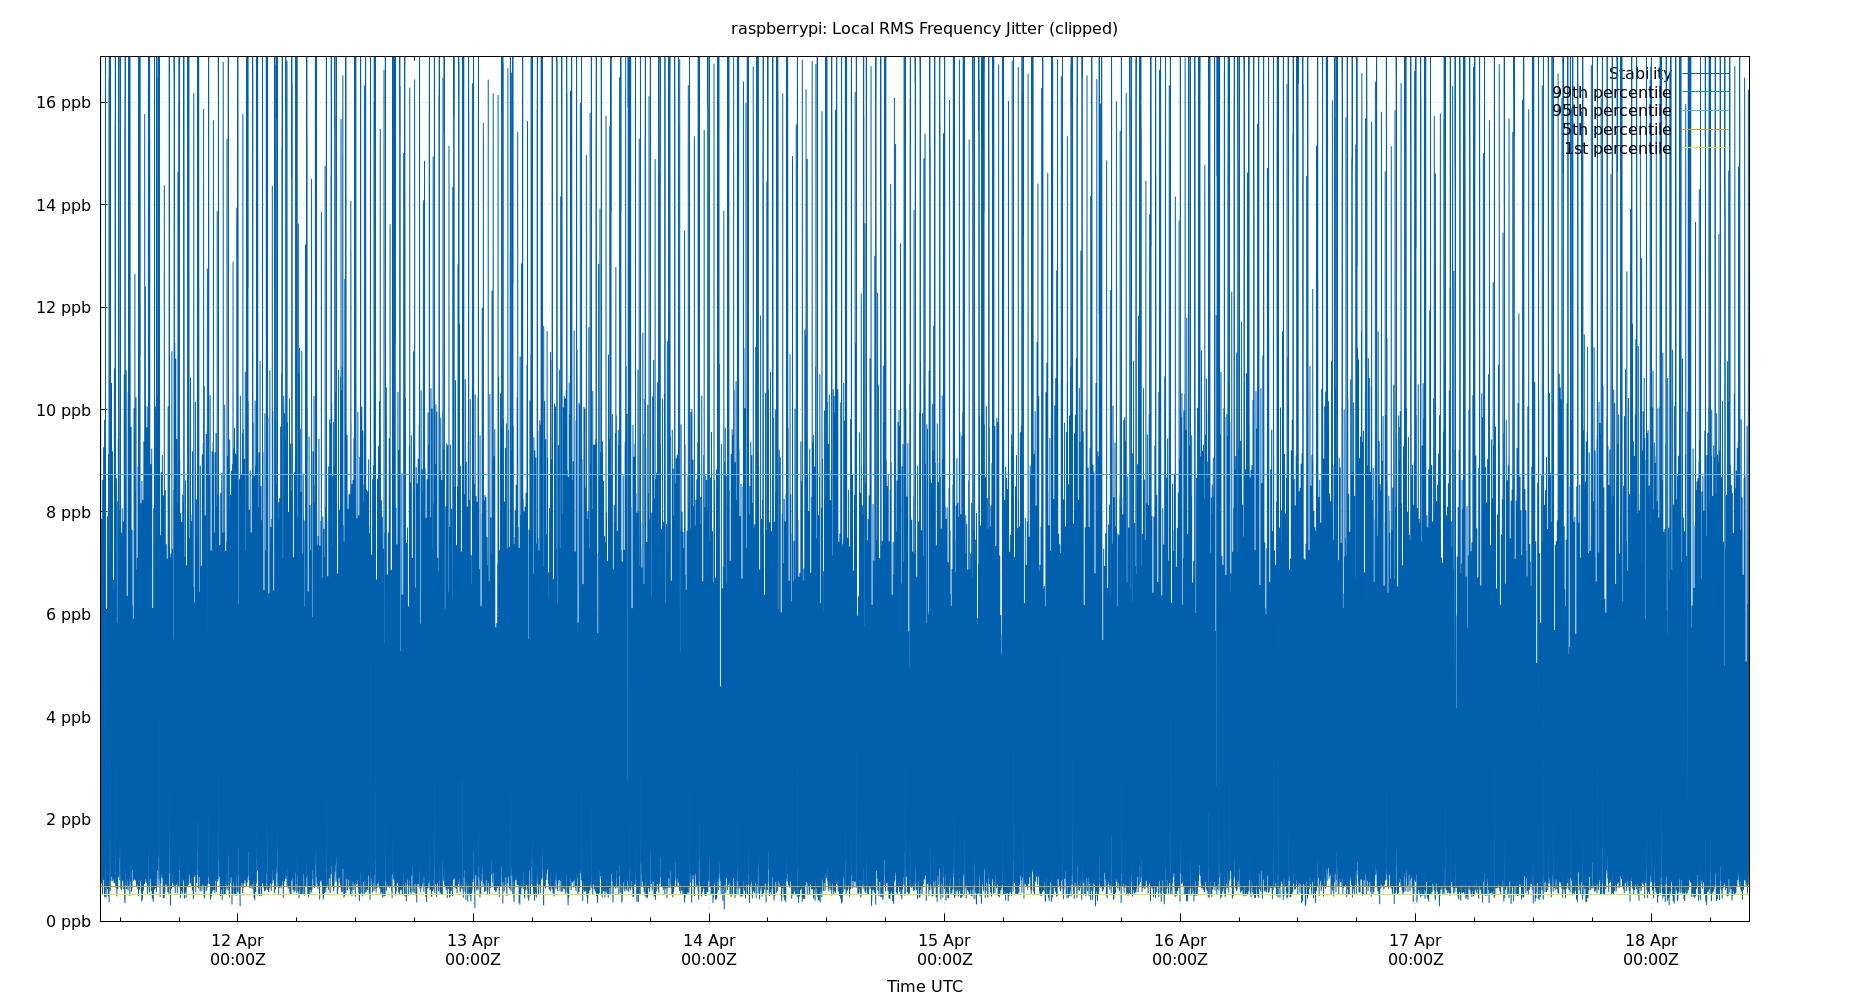 raspberrypi: Local RMS Frequency Jitter (clipped)
Stability
99th percentile
95th percentile
5th percentile
1st percentile
16 ppb
14 ppb
12 ppb
10 ppb
8 ppb
6 ppb
4 ppb
2 ppb
0 ppb
12 Apr 13 Apr 14 Apr 15 Apr 16 Apr 17 Apr 18 Apr
00:00Z 00:00Z 00:00Z 00:00Z 00:00Z 00:00Z 00:00Z
Time UTC